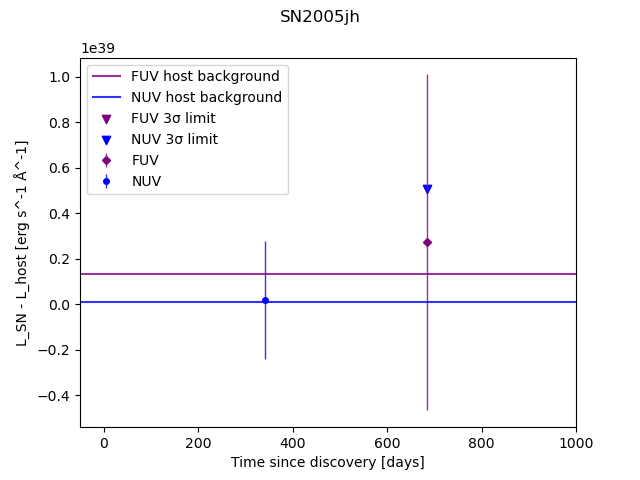 SN2005jh
1e39
FUV host background
NUV host background
FUV 3σ limit
NUV 3σ limit
FUV
NUV
1.0
0.8
0.6
0.4
0.2
0.0
−0.2
−0.4
L_SN - L_host [erg s^-1 Å^-1]
0
200
400
600
800
1000
Time since discovery [days]